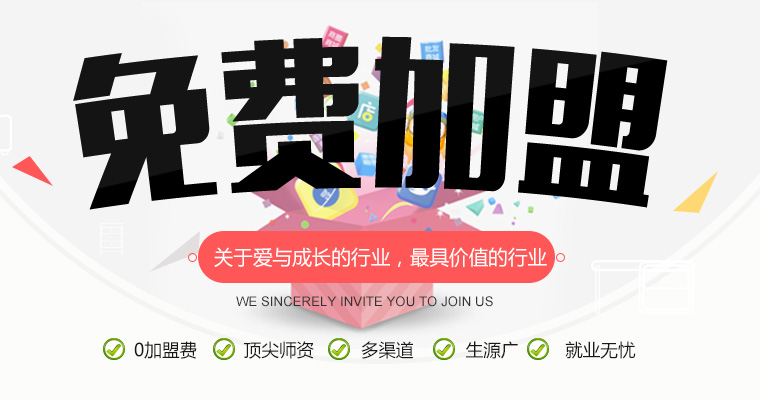 免费加盟
店
关于爱与成长的行业，最具价值的行业
WE SINCERELY INVITE YOU TO JOIN US
0加盟费 顶尖师资 多渠道 生源广 就业无忧